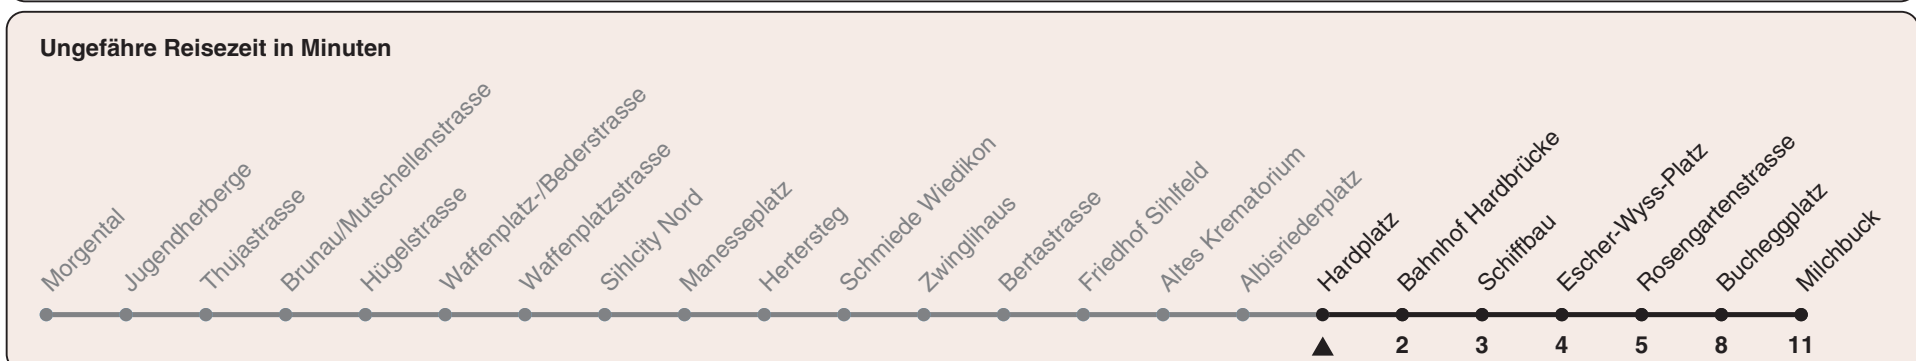 Ungefähre Reisezeit in Minuten
Morgental
Jugendherberge
Thujastrasse
Brunau/Mutschellenstrasse
Hügelstrasse
Waffenplatz-/Bederstrasse
Waffenplatzstrasse
Sihlcity Nord
Manesseplatz
Hertersteg
Schmiede Wiedikon
Zwinglihaus
Bertastrasse
Friedhof Sihlfeld
Altes Krematorium
Albisriederplatz
Hardplatz
Bahnhof Hardbrücke
Schiffbau
Escher-Wyss-Platz
Rosengartenstrasse
Bucheggplatz
Milchbuck
2 3 4 5 8 11